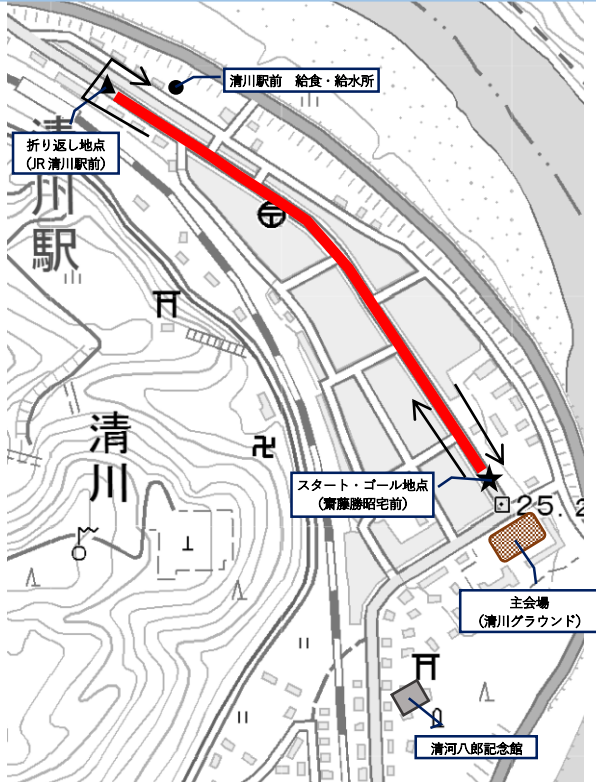 清川駅前 給食・給水所
折り返し地点
(JR 清川駅前)
清川駅
清川
スタート・ゴール地点
(齋藤勝昭宅前)
25.2
主会場
(清川グラウンド)
清河八郎記念館